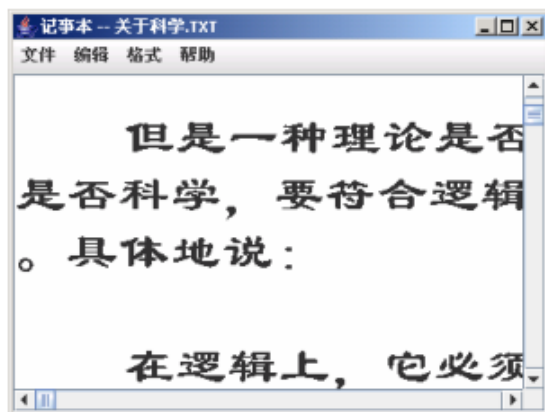 记事本 -- 关于科学.TXT
文件 编辑 格式 帮助
但是一种理论是否
是否科学，要符合逻辑
。具体地说：
在逻辑上，它必须